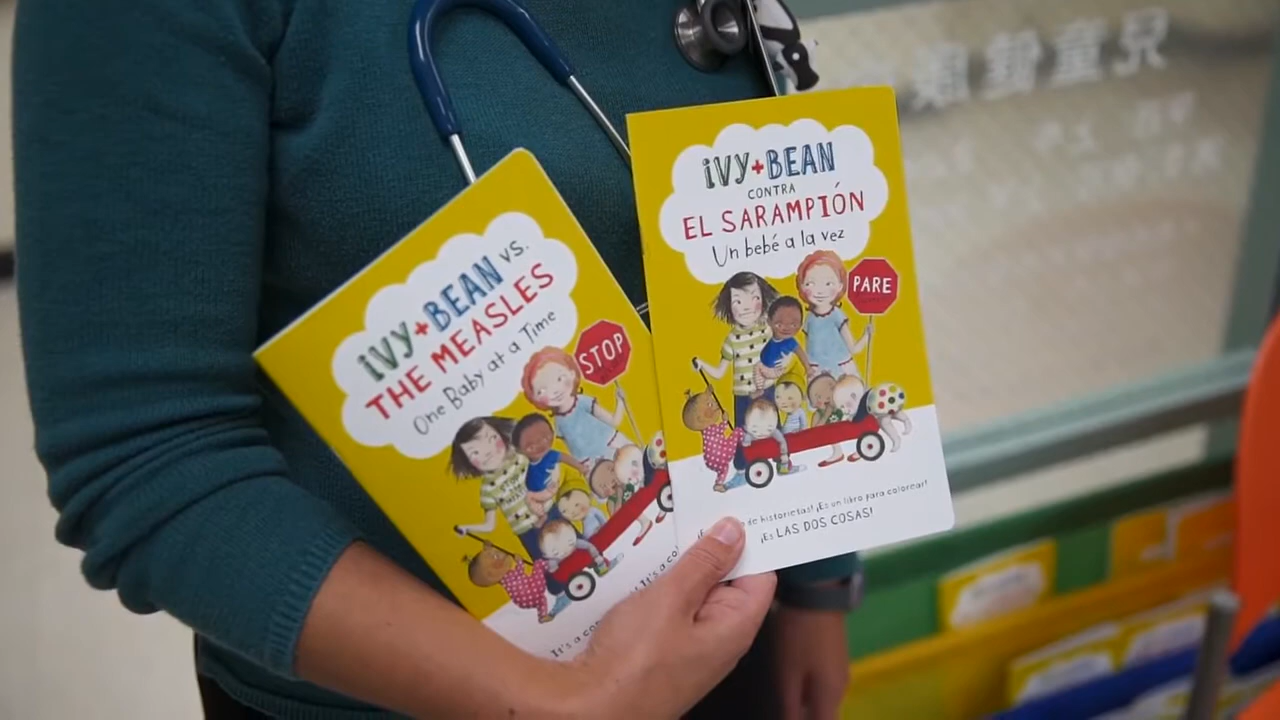 iVY+BEAN vs.
THE MEASLES
One Baby at a Time
STOP
It's a co
iVY+BEAN
CONTRA
EL SARAMPIÓN
Un bebé a la vez
PARE
de historietas! ¡Es un libro para colorear!
¡Es LAS DOS COSAS!